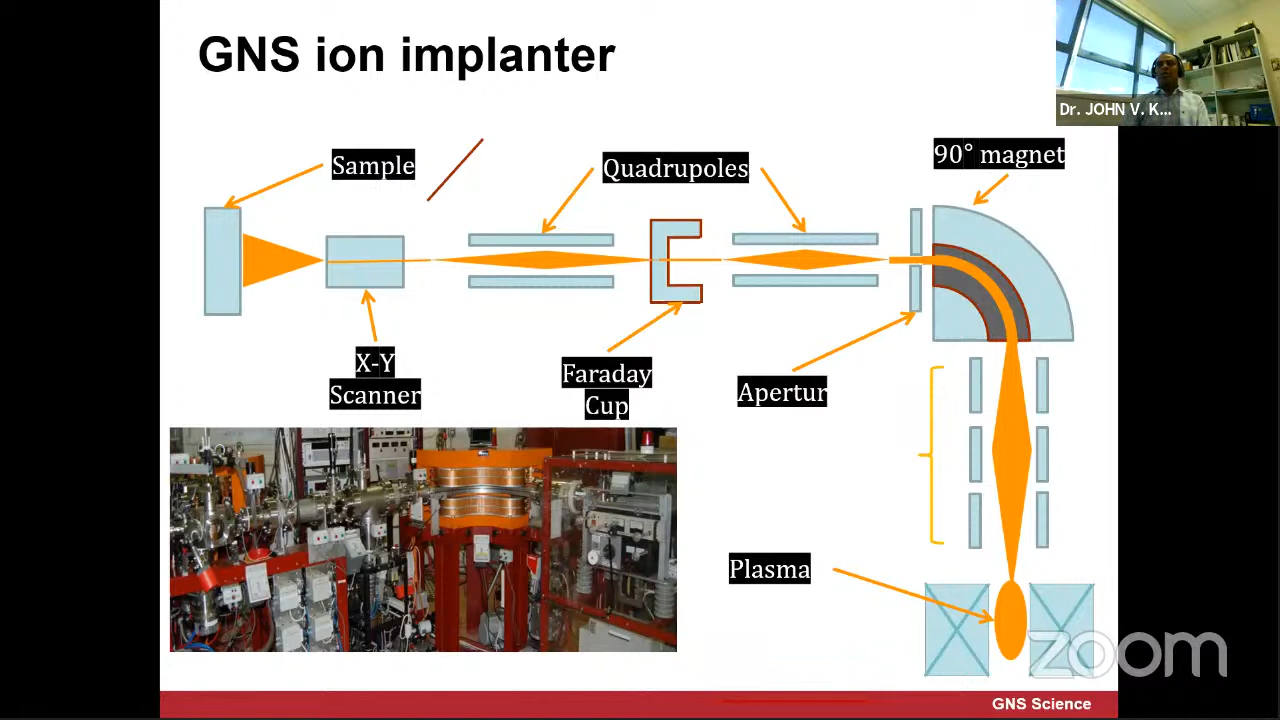 GNS ion implanter
Dr. JOHN V. K...
Sample
Quadrupoles
90° magnet
X-Y
Scanner
Faraday
Cup
Apertur
Plasma
zoom
GNS Science